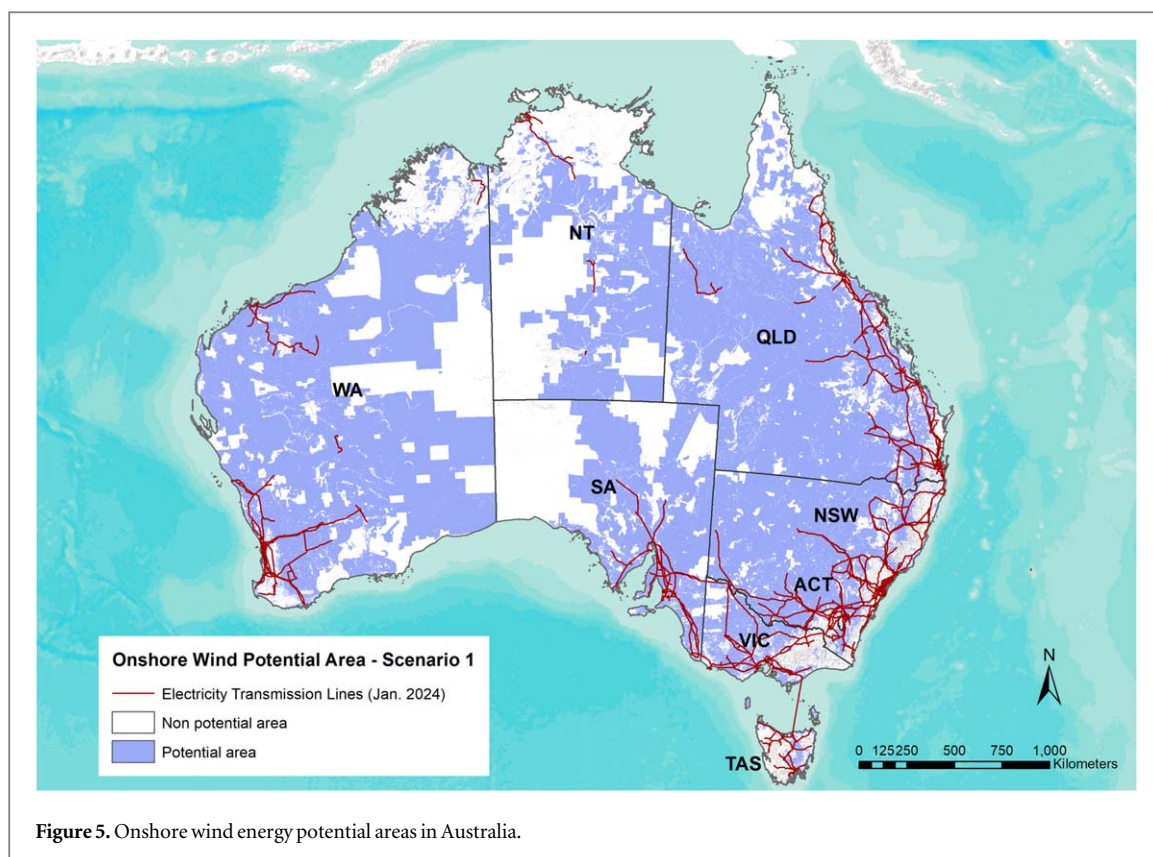 NT
QLD
WA
SA
NSW
ACT
VIC
TAS
Onshore Wind Potential Area - Scenario 1
Electricity Transmission Lines (Jan. 2024)
Non potential area
Potential area
N
0 125250 500 750 1,000
Kilometers
Figure 5. Onshore wind energy potential areas in Australia.